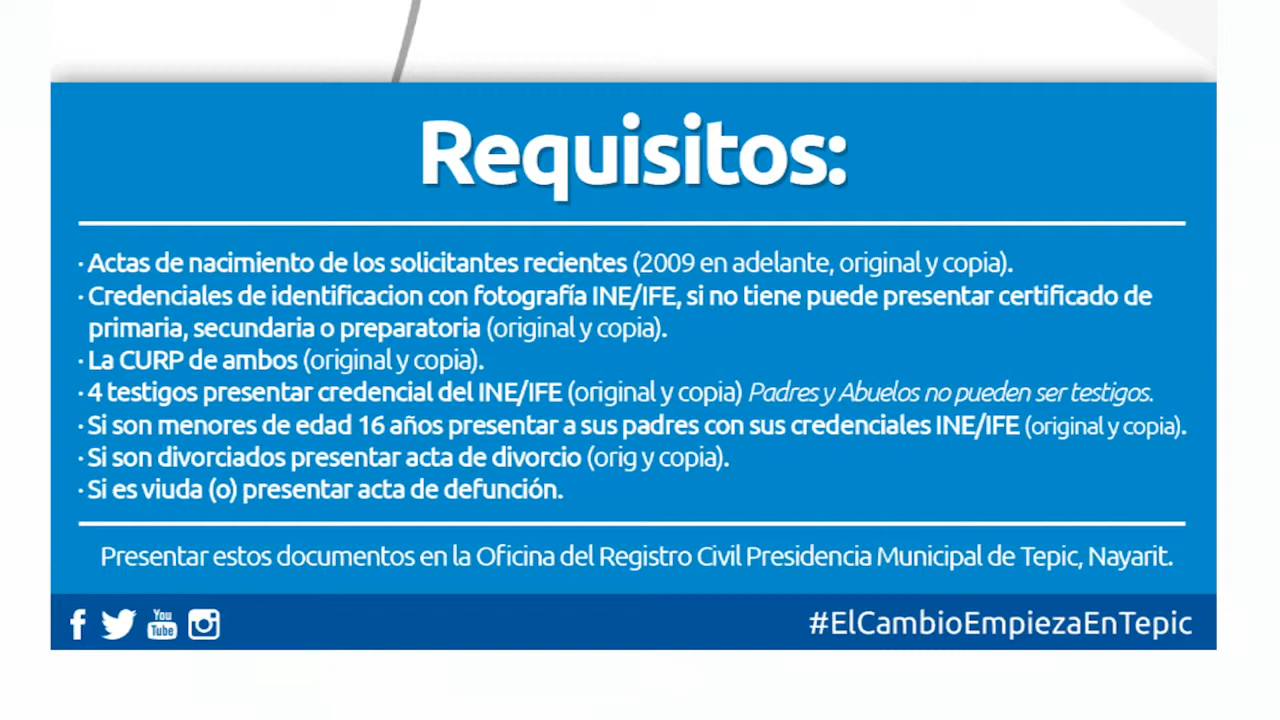 Requisitos:
· Actas de nacimiento de los solicitantes recientes (2009 en adelante, original y copia).
· Credenciales de identificacion con fotografía INE/IFE, si no tiene puede presentar certificado de
primaria, secundaria o preparatoria (original y copia).
· La CURP de ambos (original y copia).
· 4 testigos presentar credencial del INE/IFE (original y copia) Padres y Abuelos no pueden ser testigos.
· Si son menores de edad 16 años presentar a sus padres con sus credenciales INE/IFE (original y copia).
· Si son divorciados presentar acta de divorcio (orig y copia).
· Si es viuda (o) presentar acta de defunción.
Presentar estos documentos en la Oficina del Registro Civil Presidencia Municipal de Tepic, Nayarit.
You
Tube
#ElCambioEmpiezaEnTepic